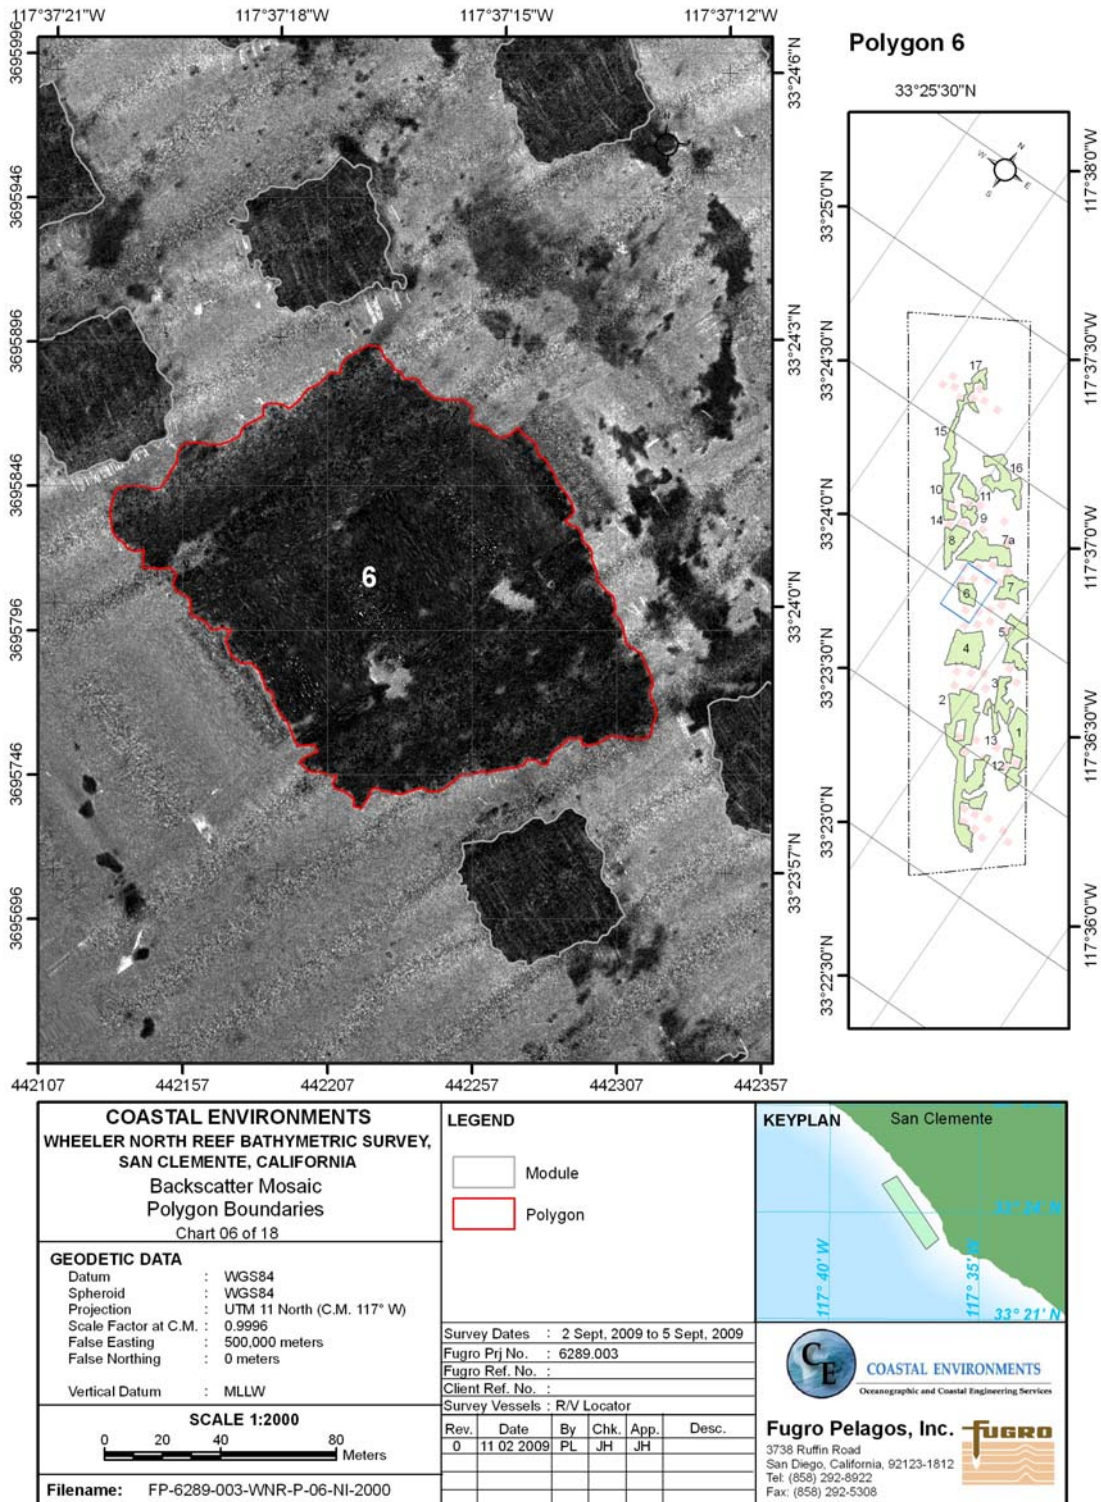 117°37'21"W 117°37'18"W 117°37'15"W 117°37'12"W
3695996
3695946
3695896
3695846
3695796
3695746
3695696
33°24'6"N
33°24'3"N
33°24'0"N
33°23'57"N
6
442107 442157 442207 442257 442307 442357
Polygon 6
33°25'30"N
33°25'0"N
33°24'30"N
33°24'0"N
33°23'30"N
33°23'0"N
33°22'30"N
117°38'0"W
117°37'30"W
117°37'0"W
117°36'30"W
117°36'0"W
N
W
E
S
17
15
16
10
11
14
9
8
7a
6
7
5
4
3
2
1
13
12
COASTAL ENVIRONMENTS
WHEELER NORTH REEF BATHYMETRIC SURVEY,
SAN CLEMENTE, CALIFORNIA
Backscatter Mosaic
Polygon Boundaries
Chart 06 of 18
GEODETIC DATA
Datum : WGS84
Spheroid : WGS84
Projection : UTM 11 North (C.M. 117° W)
Scale Factor at C.M. : 0.9996
False Easting : 500,000 meters
False Northing : 0 meters
Vertical Datum : MLLW
SCALE 1:2000
0 20 40 80
Meters
Filename: FP-6289-003-WNR-P-06-NI-2000
LEGEND
Module
Polygon
Survey Dates : 2 Sept, 2009 to 5 Sept, 2009
Fugro Prj No. : 6289.003
Fugro Ref. No. :
Client Ref. No. :
Survey Vessels : R/V Locator
Rev. Date By Chk. App. Desc.
0 11 02 2009 PL JH JH
KEYPLAN
San Clemente
33° 24' N
117° 40' W
117° 35' W
33° 21' N
CE
COASTAL ENVIRONMENTS
Oceanographic and Coastal Engineering Services
Fugro Pelagos, Inc.
3738 Ruffin Road
San Diego, California, 92123-1812
Tel: (858) 292-8922
Fax: (858) 292-5308
FUGRO